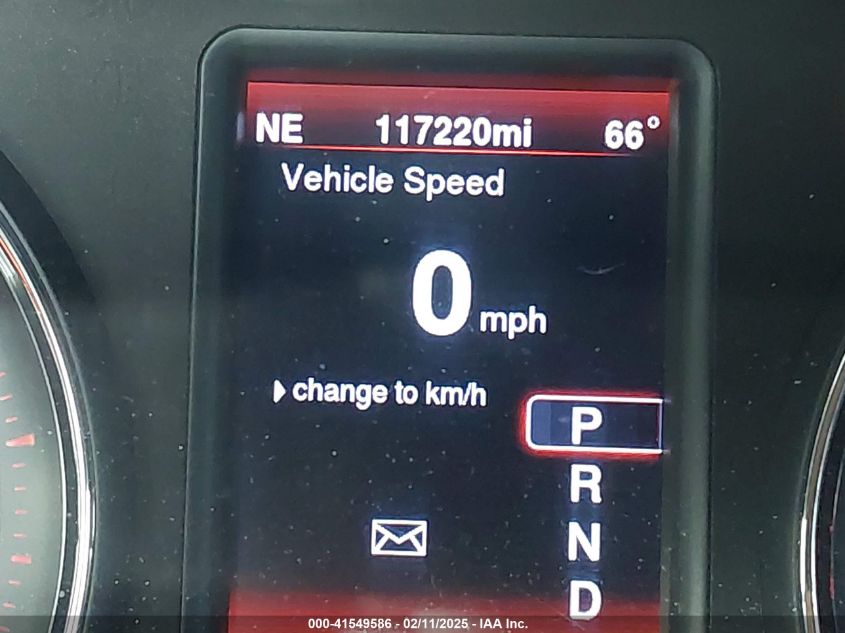 NE 117220mi 66°
Vehicle Speed
0 mph
change to km/h
P
R
N
D
000-41549586 - 02/11/2025 - IAA Inc.